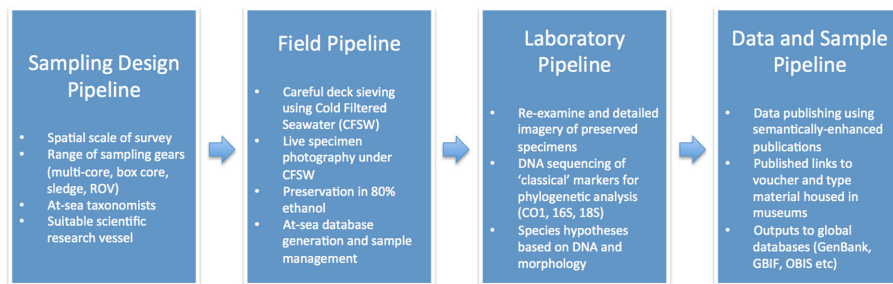 Sampling Design
Pipeline
• Spatial scale of survey
• Range of sampling gears
(multi-core, box core,
sledge, ROV)
• At-sea taxonomists
• Suitable scientific
research vessel
Field Pipeline
• Careful deck sieving
using Cold Filtered
Seawater (CFSW)
• Live specimen
photography under
CFSW
• Preservation in 80%
ethanol
• At-sea database
generation and sample
management
Laboratory
Pipeline
• Re-examine and detailed
imagery of preserved
specimens
• DNA sequencing of
‘classical’ markers for
phylogenetic analysis
(CO1, 16S, 18S)
• Species hypotheses
based on DNA and
morphology
Data and Sample
Pipeline
• Data publishing using
semantically-enhanced
publications
• Published links to
voucher and type
material housed in
museums
• Outputs to global
databases (GenBank,
GBIF, OBIS etc)